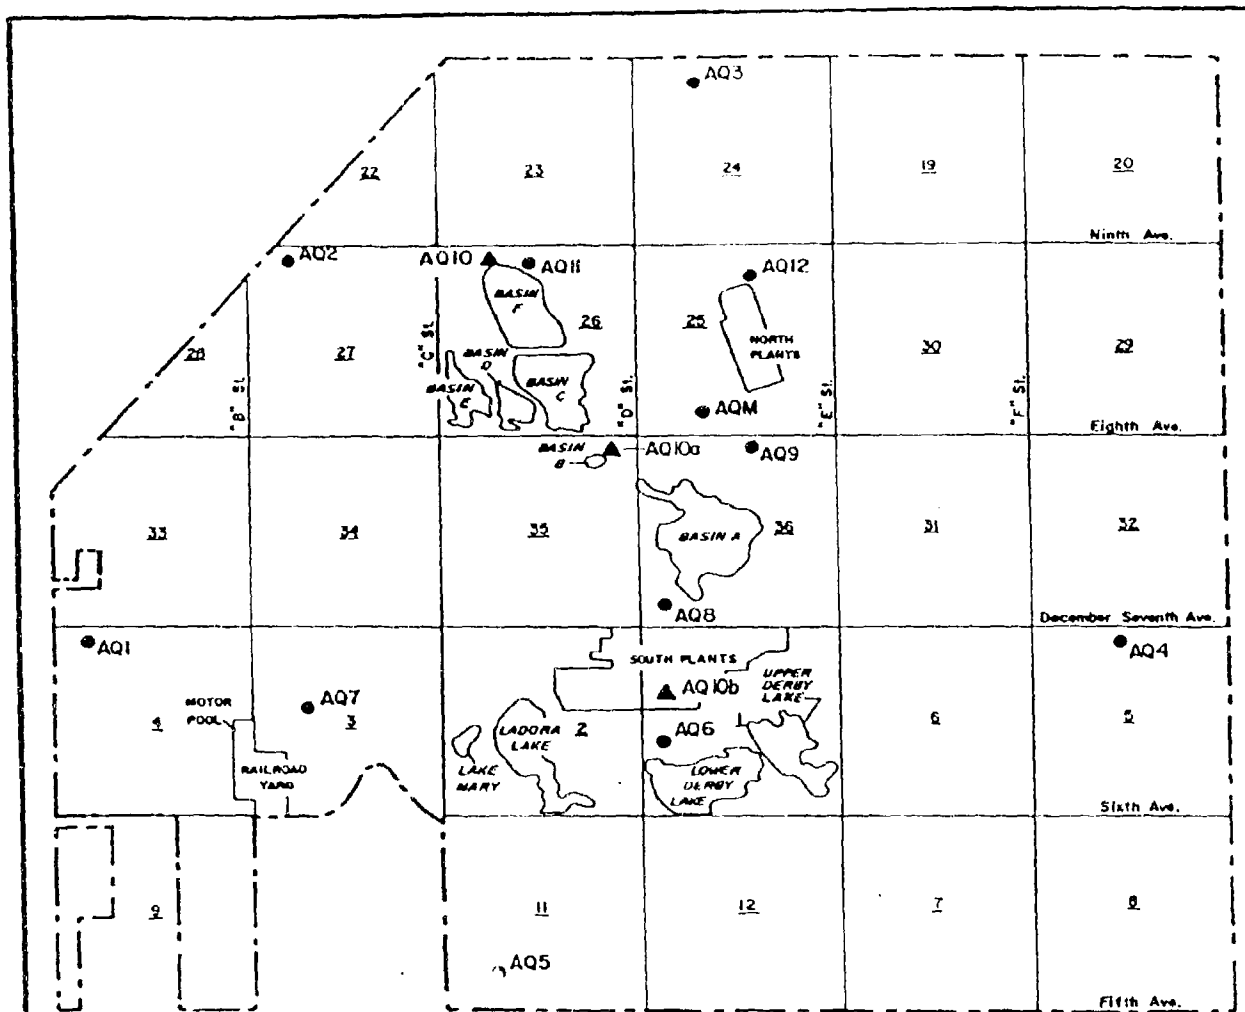 AQ3
22
23
24
19
20
Ninth Ave.
AQ2
AQ10
AQ11
AQ12
BASIN
F
26
25
NORTH
PLANTS
30
29
28
27
"B" St.
"C" St.
BASIN
D
BASIN
E
BASIN
C
"D" St.
AQM
"E" St.
"F" St.
Eighth Ave.
BASIN
B
AQ10a
AQ9
33
34
35
BASIN A
36
31
32
AQ8
December Seventh Ave.
AQ1
AQ4
SOUTH PLANTS
UPPER
DERBY
LAKE
AQ10b
MOTOR
POOL
AQ7
4
3
LADORA
LAKE
2
AQ6
6
5
LAKE
MARY
RAILROAD
YARD
LOWER
DERBY
LAKE
Sixth Ave.
9
11
12
7
8
AQ5
Fifth Ave.